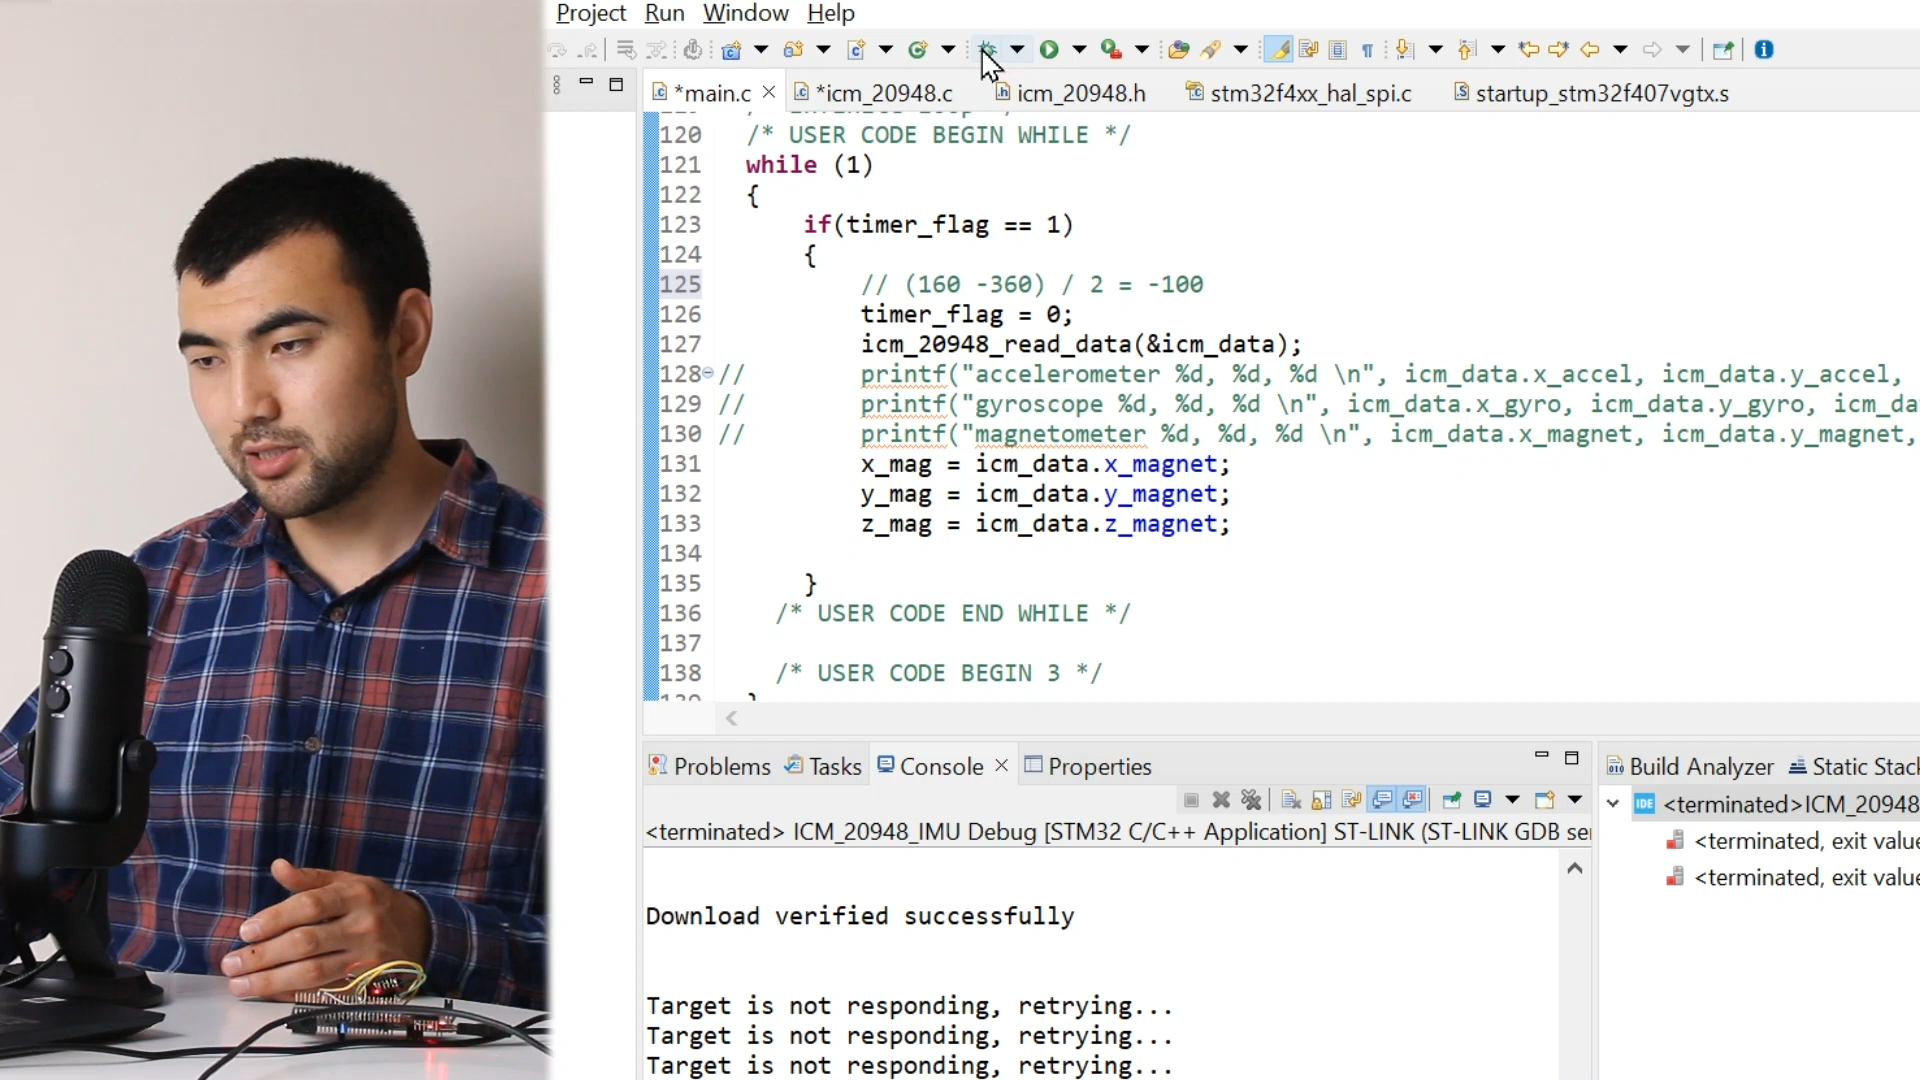 Project Run Window Help
*main.c *icm_20948.c icm_20948.h stm32f4xx_hal_spi.c startup_stm32f407vgtx.s
120 /* USER CODE BEGIN WHILE */
121 while (1)
122 {
123 if(timer_flag == 1)
124 {
125 // (160 -360) / 2 = -100
126 timer_flag = 0;
127 icm_20948_read_data(&icm_data);
128 // printf("accelerometer %d, %d, %d \n", icm_data.x_accel, icm_data.y_accel,
129 // printf("gyroscope %d, %d, %d \n", icm_data.x_gyro, icm_data.y_gyro, icm_da
130 // printf("magnetometer %d, %d, %d \n", icm_data.x_magnet, icm_data.y_magnet,
131 x_mag = icm_data.x_magnet;
132 y_mag = icm_data.y_magnet;
133 z_mag = icm_data.z_magnet;
134
135 }
136 /* USER CODE END WHILE */
137
138 /* USER CODE BEGIN 3 */
Problems Tasks Console Properties
Build Analyzer Static Stack
<terminated> ICM_20948_IMU Debug [STM32 C/C++ Application] ST-LINK (ST-LINK GDB se
IDE <terminated>ICM_20948
<terminated, exit value
<terminated, exit value
Download verified successfully
Target is not responding, retrying...
Target is not responding, retrying...
Target is not responding, retrying...